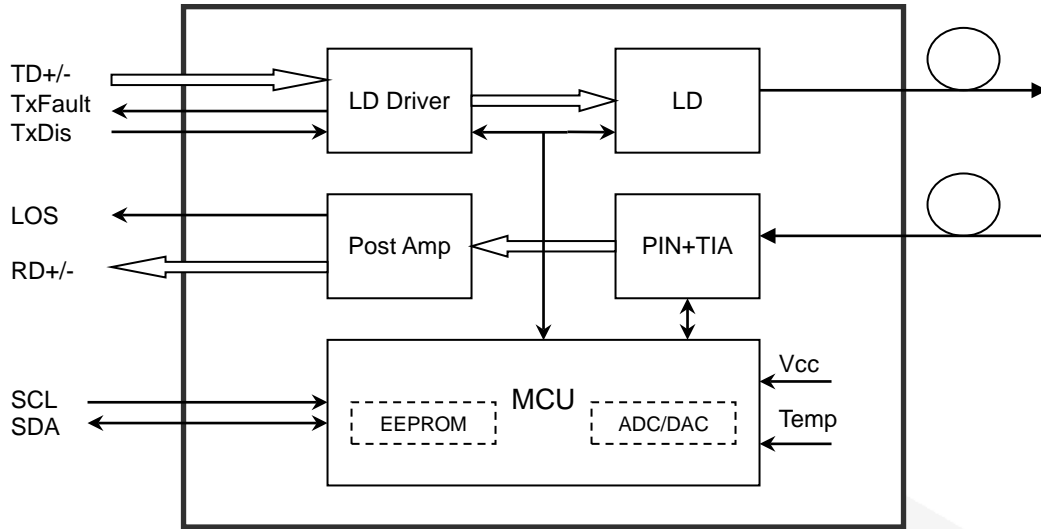 TD+/-
TxFault
TxDis
LD Driver
LD
LOS
RD+/-
Post Amp
PIN+TIA
SCL
SDA
MCU
EEPROM
ADC/DAC
Vcc
Temp